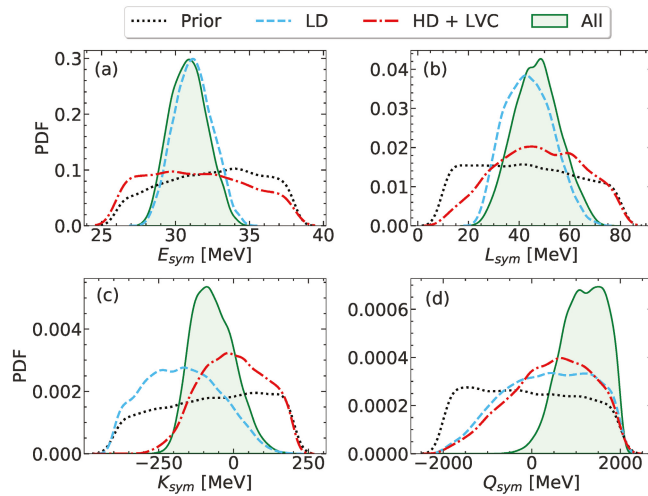 Prior LD HD + LVC All
(a) (b)
PDF
0.3
0.2
0.1
0.0
25 30 35 40
E_sym [MeV]
0.04
0.03
0.02
0.01
0.00
0 20 40 60 80
L_sym [MeV]
(c) (d)
PDF
0.004
0.002
0.000
−250 0 250
K_sym [MeV]
0.0006
0.0004
0.0002
0.0000
−2000 0 2000
Q_sym [MeV]